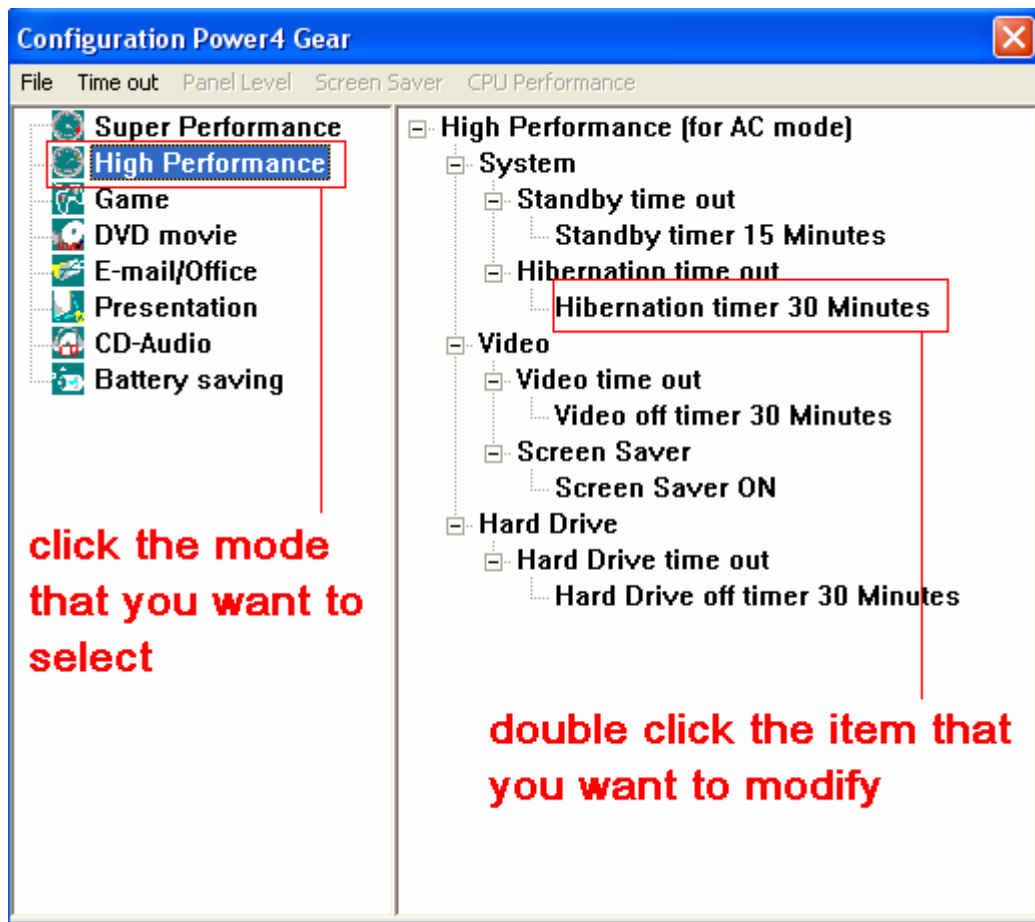 Configuration Power4 Gear
File Time out Panel Level Screen Saver CPU Performance
Super Performance
High Performance
Game
DVD movie
E-mail/Office
Presentation
CD-Audio
Battery saving
click the mode
that you want to
select
High Performance (for AC mode)
System
Standby time out
Standby timer 15 Minutes
Hibernation time out
Hibernation timer 30 Minutes
Video
Video time out
Video off timer 30 Minutes
Screen Saver
Screen Saver ON
Hard Drive
Hard Drive time out
Hard Drive off timer 30 Minutes
double click the item that
you want to modify